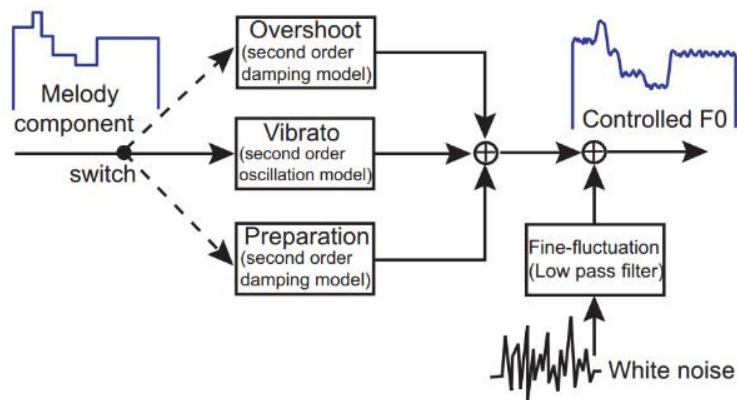 Overshoot
(second order
damping model)
Melody
component
switch
Vibrato
(second order
oscillation model)
Controlled F0
Preparation
(second order
damping model)
Fine-fluctuation
(Low pass filter)
White noise